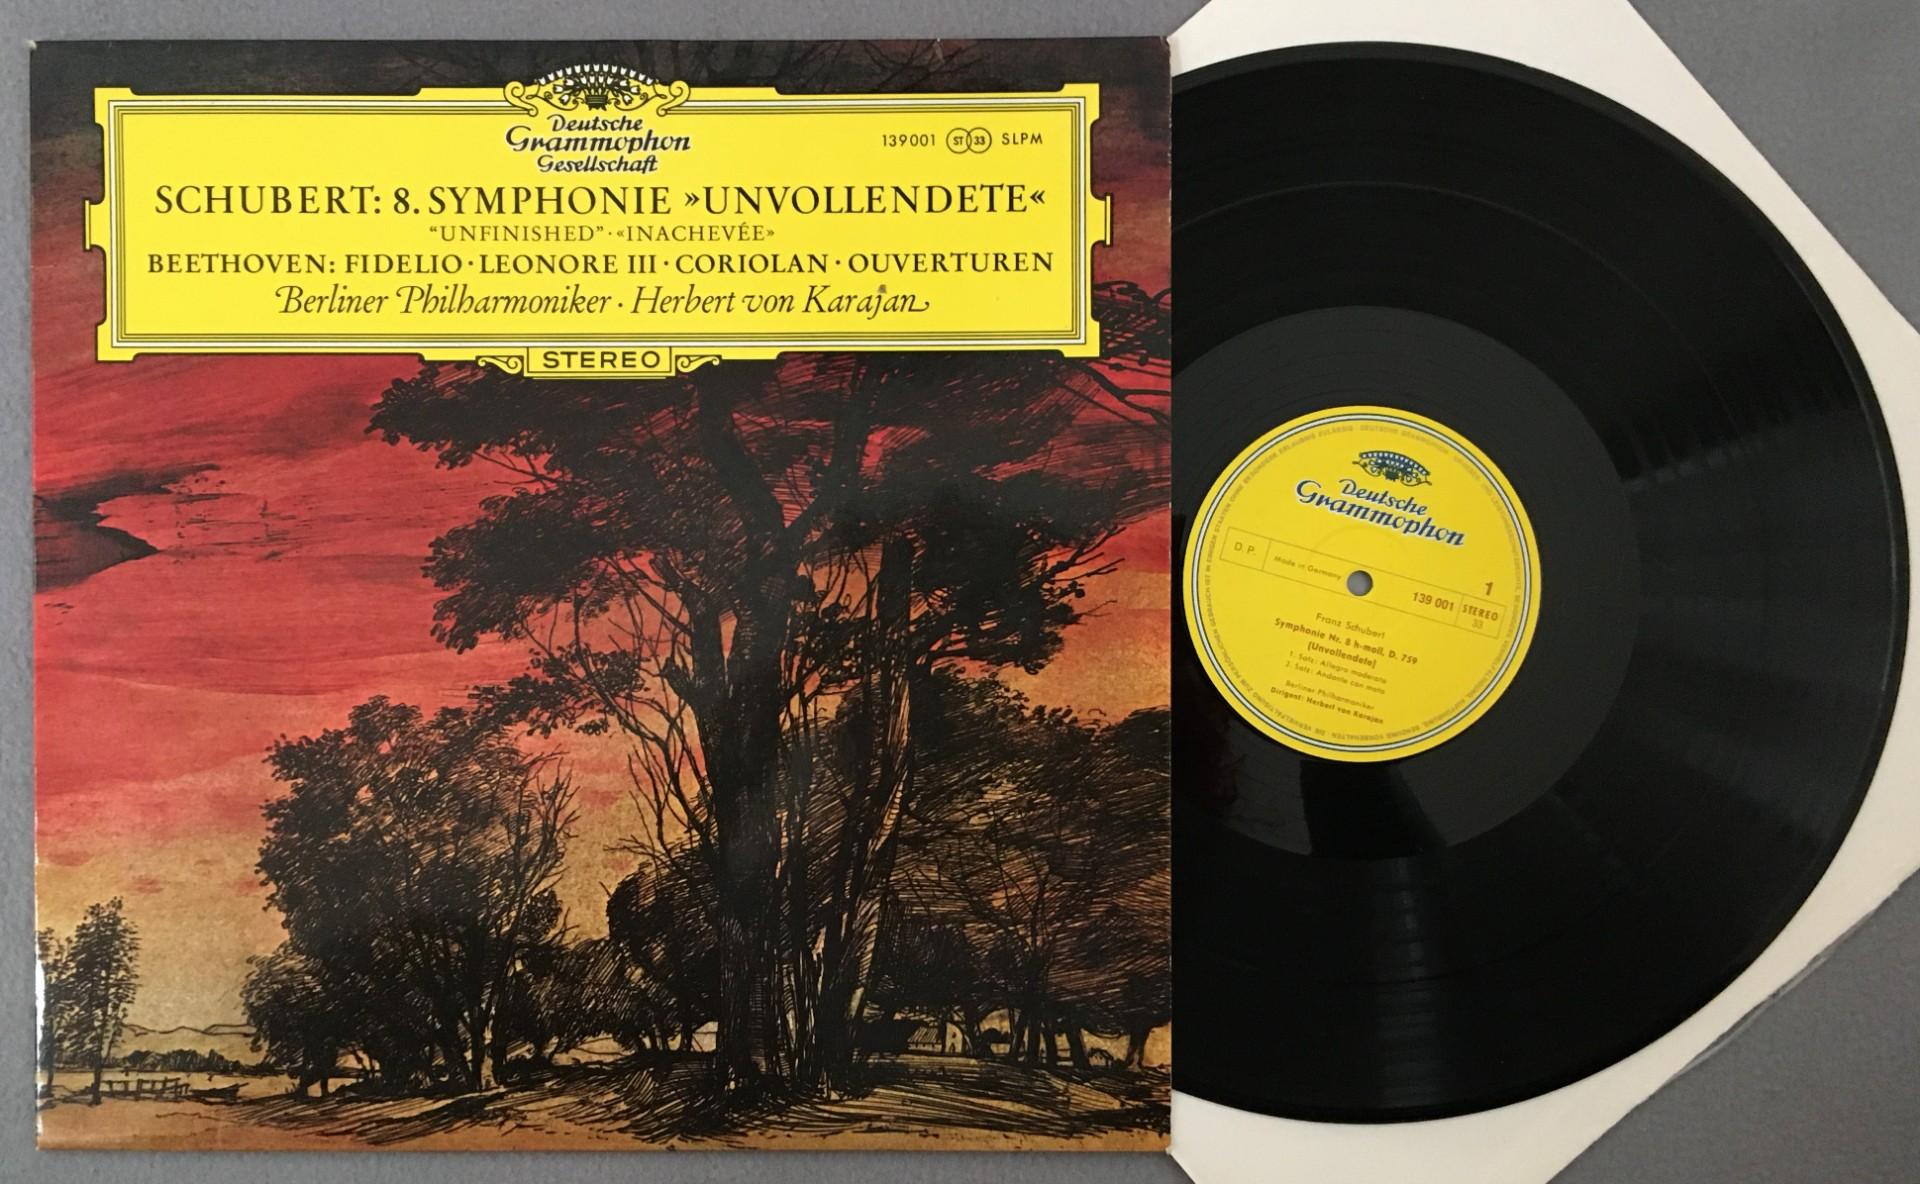 Deutsche
Grammophon
Gesellschaft
139001 ST 33 SLPM
SCHUBERT: 8. SYMPHONIE »UNVOLLENDETE«
“UNFINISHED” · «INACHEVÉE»
BEETHOVEN: FIDELIO · LEONORE III · CORIOLAN · OUVERTUREN
Berliner Philharmoniker · Herbert von Karajan
STEREO
Deutsche
Grammophon
D. P.
Made in Germany
1
139 001
STEREO
33
Franz Schubert
Symphonie Nr. 8 h-moll, D. 759
(Unvollendete)
1. Satz: Allegro moderato
2. Satz: Andante con moto
Berliner Philharmoniker
Dirigent: Herbert von Karajan